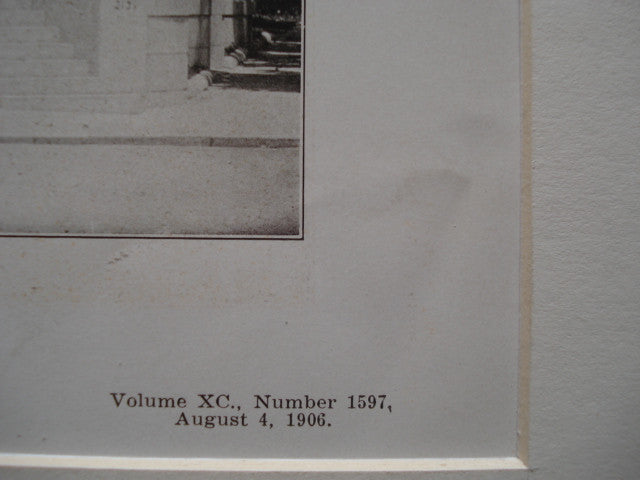 Volume XC., Number 1597,
August 4, 1906.